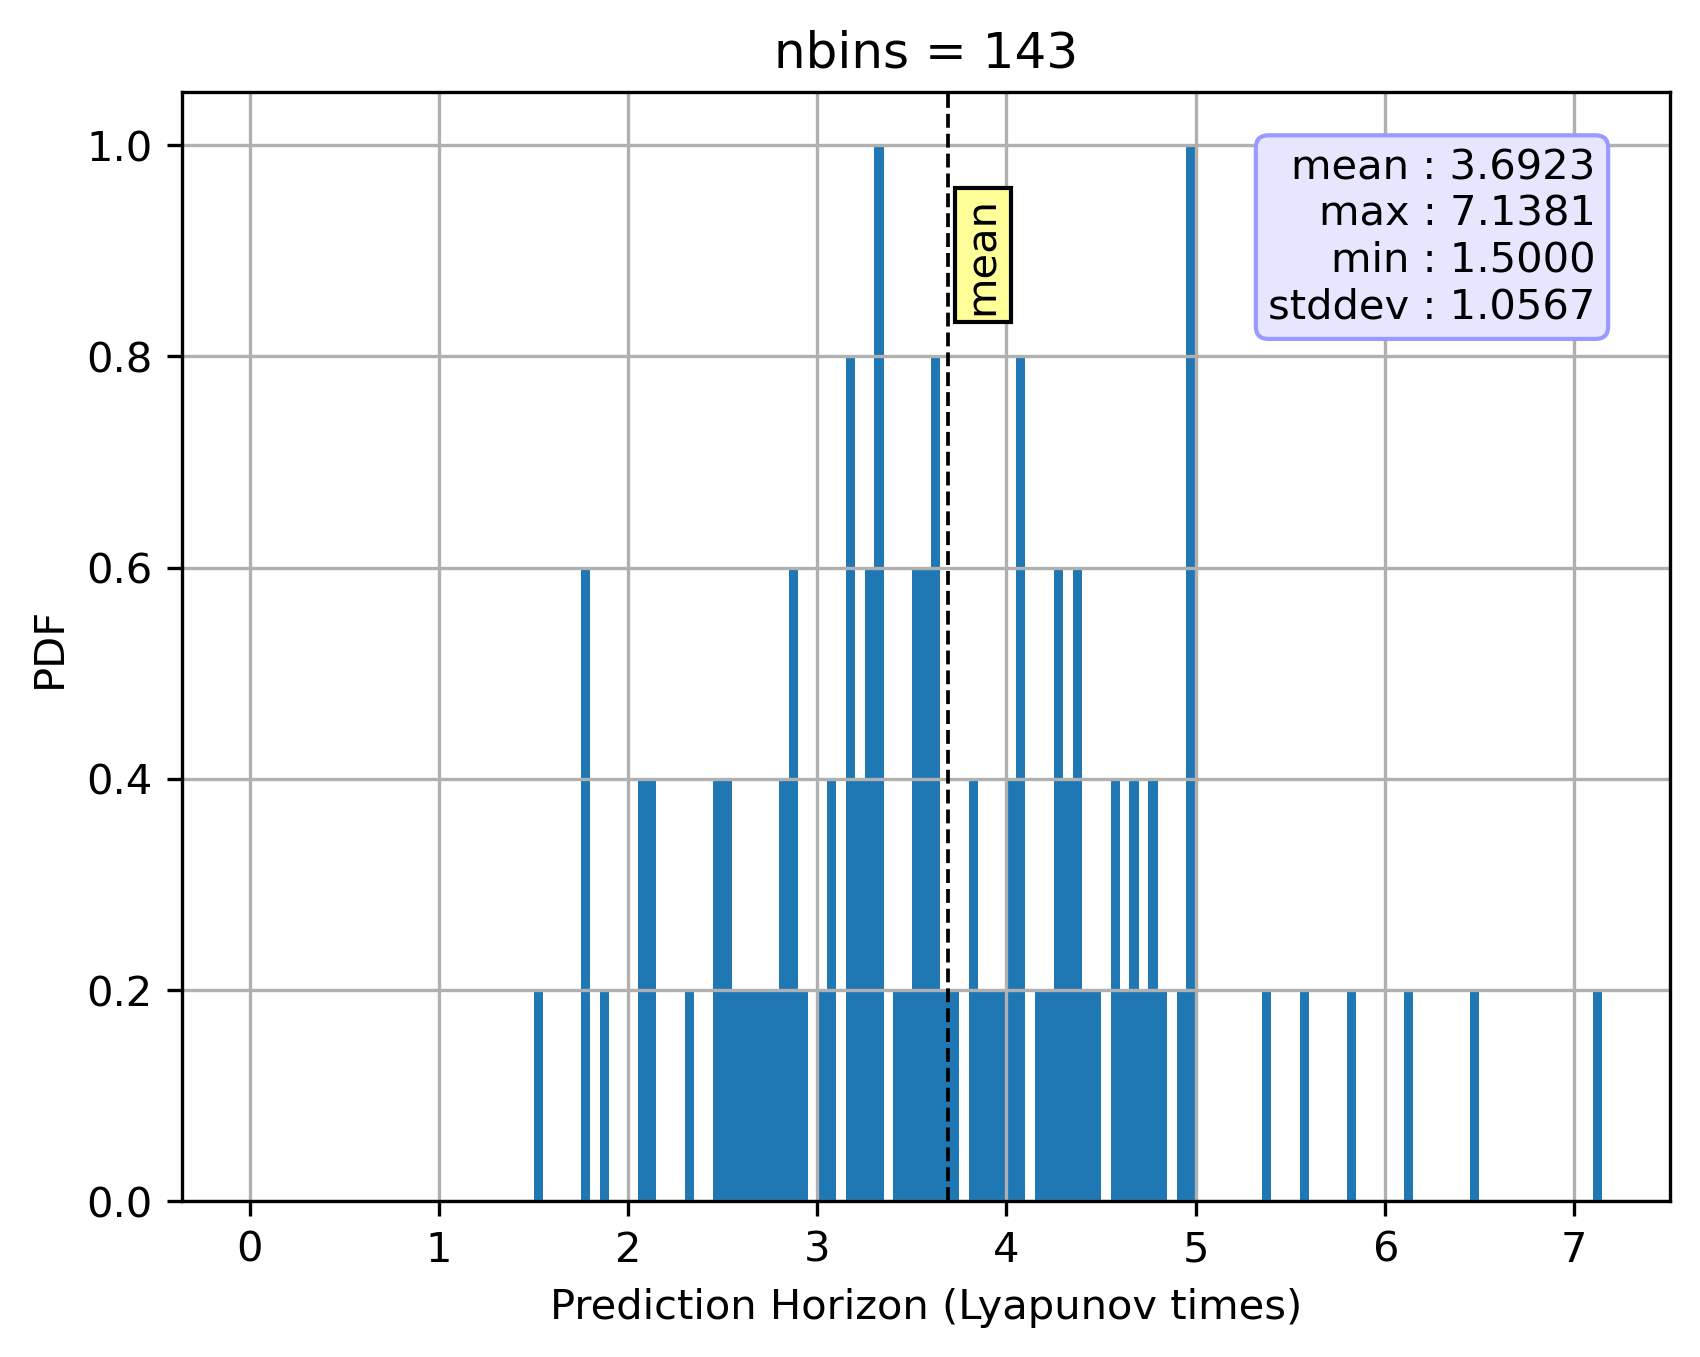 nbins = 143
1.0
0.8
0.6
0.4
0.2
0.0
PDF
mean
mean : 3.6923
max : 7.1381
min : 1.5000
stddev : 1.0567
0 1 2 3 4 5 6 7
Prediction Horizon (Lyapunov times)